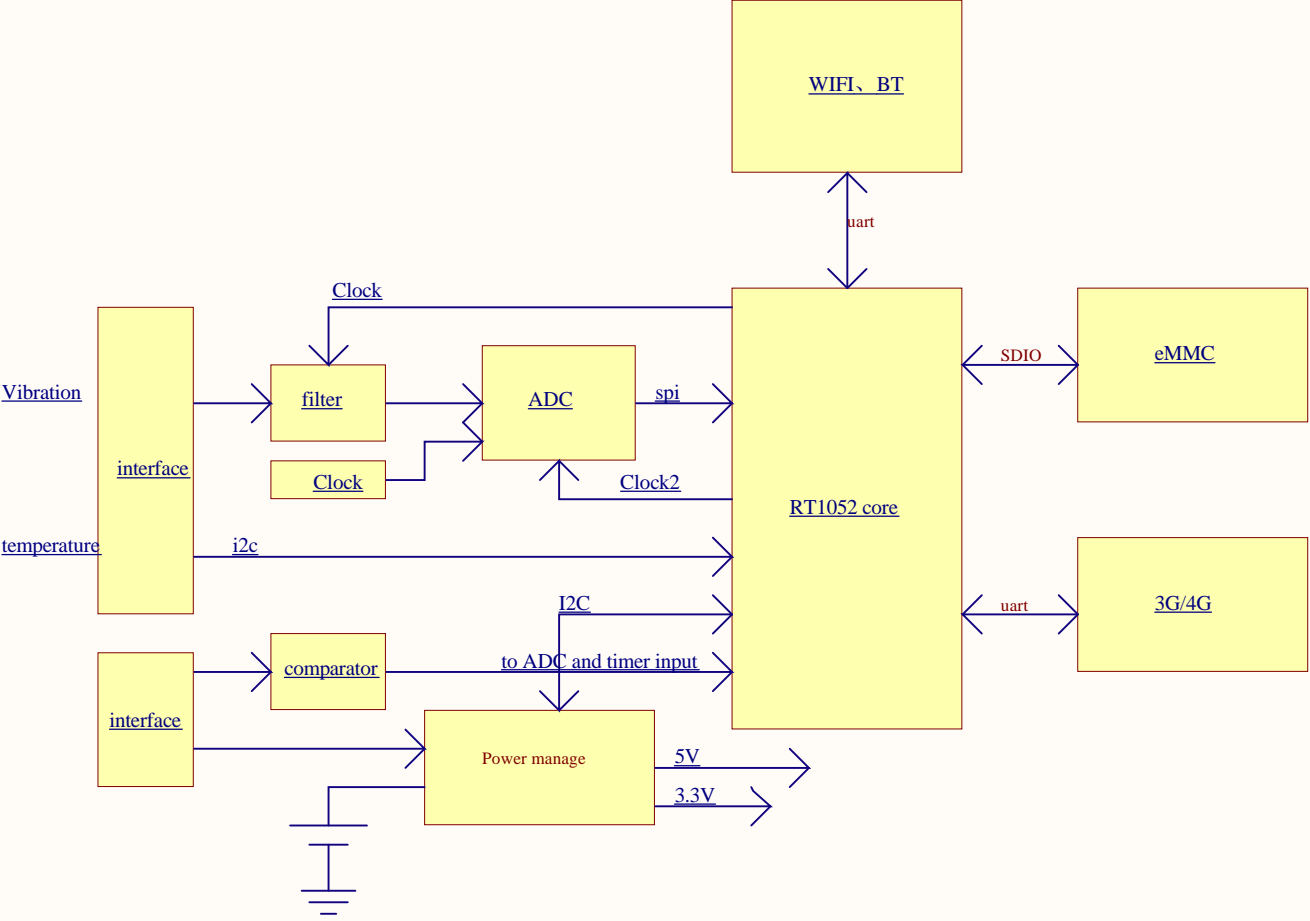 WIFI、BT
uart
Clock
Vibration
filter
ADC
spi
SDIO
eMMC
interface
Clock
Clock2
RT1052 core
temperature
i2c
I2C
uart
3G/4G
comparator
to ADC and timer input
interface
Power manage
5V
3.3V